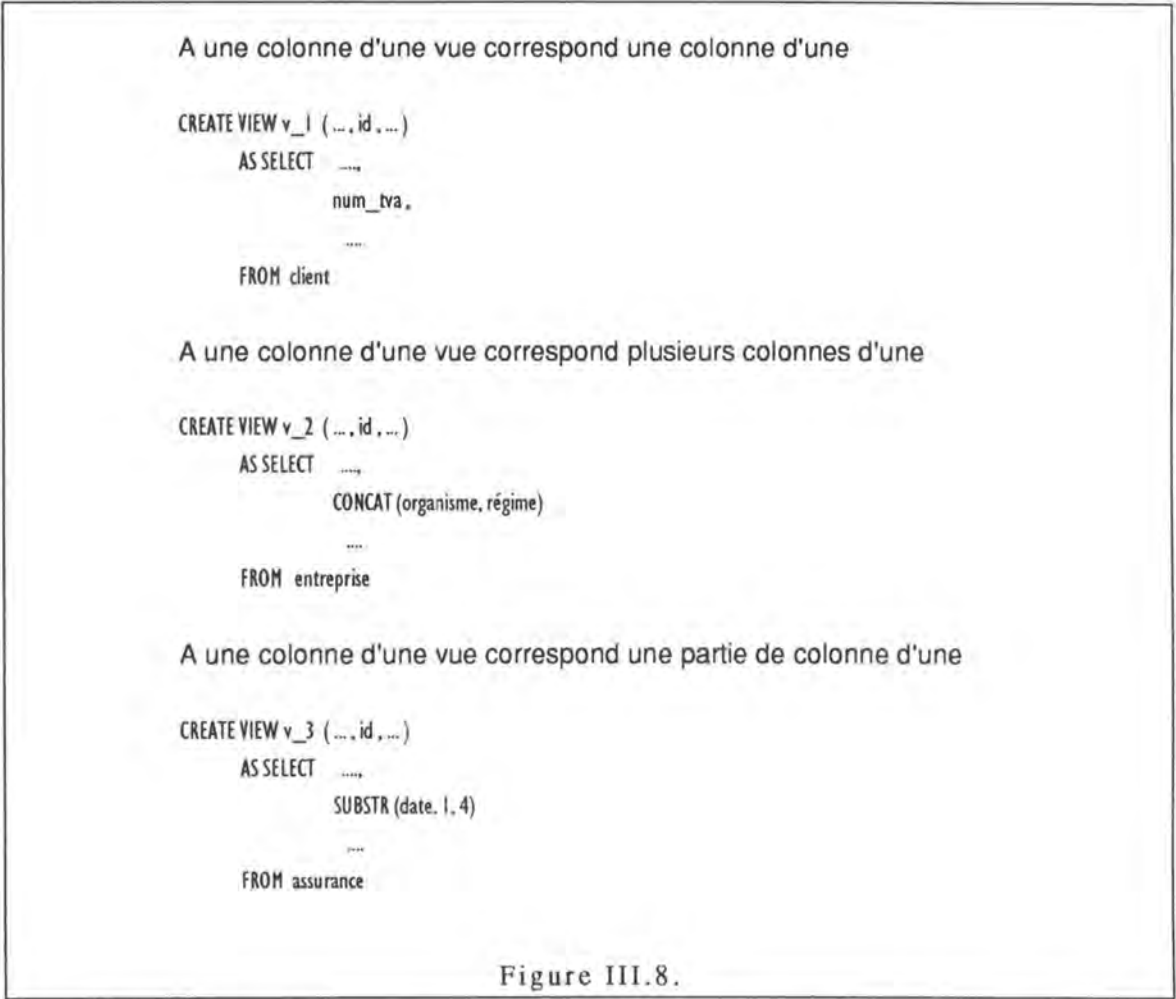 A une colonne d'une vue correspond une colonne d'une
CREATE VIEW v_1 (..., id, ...)
AS SELECT ....,
num_tva,
....
FROM client
A une colonne d'une vue correspond plusieurs colonnes d'une
CREATE VIEW v_2 (..., id, ...)
AS SELECT ....,
CONCAT (organisme, régime)
....
FROM entreprise
A une colonne d'une vue correspond une partie de colonne d'une
CREATE VIEW v_3 (..., id, ...)
AS SELECT ....,
SUBSTR (date, 1, 4)
....
FROM assurance
Figure III.8.